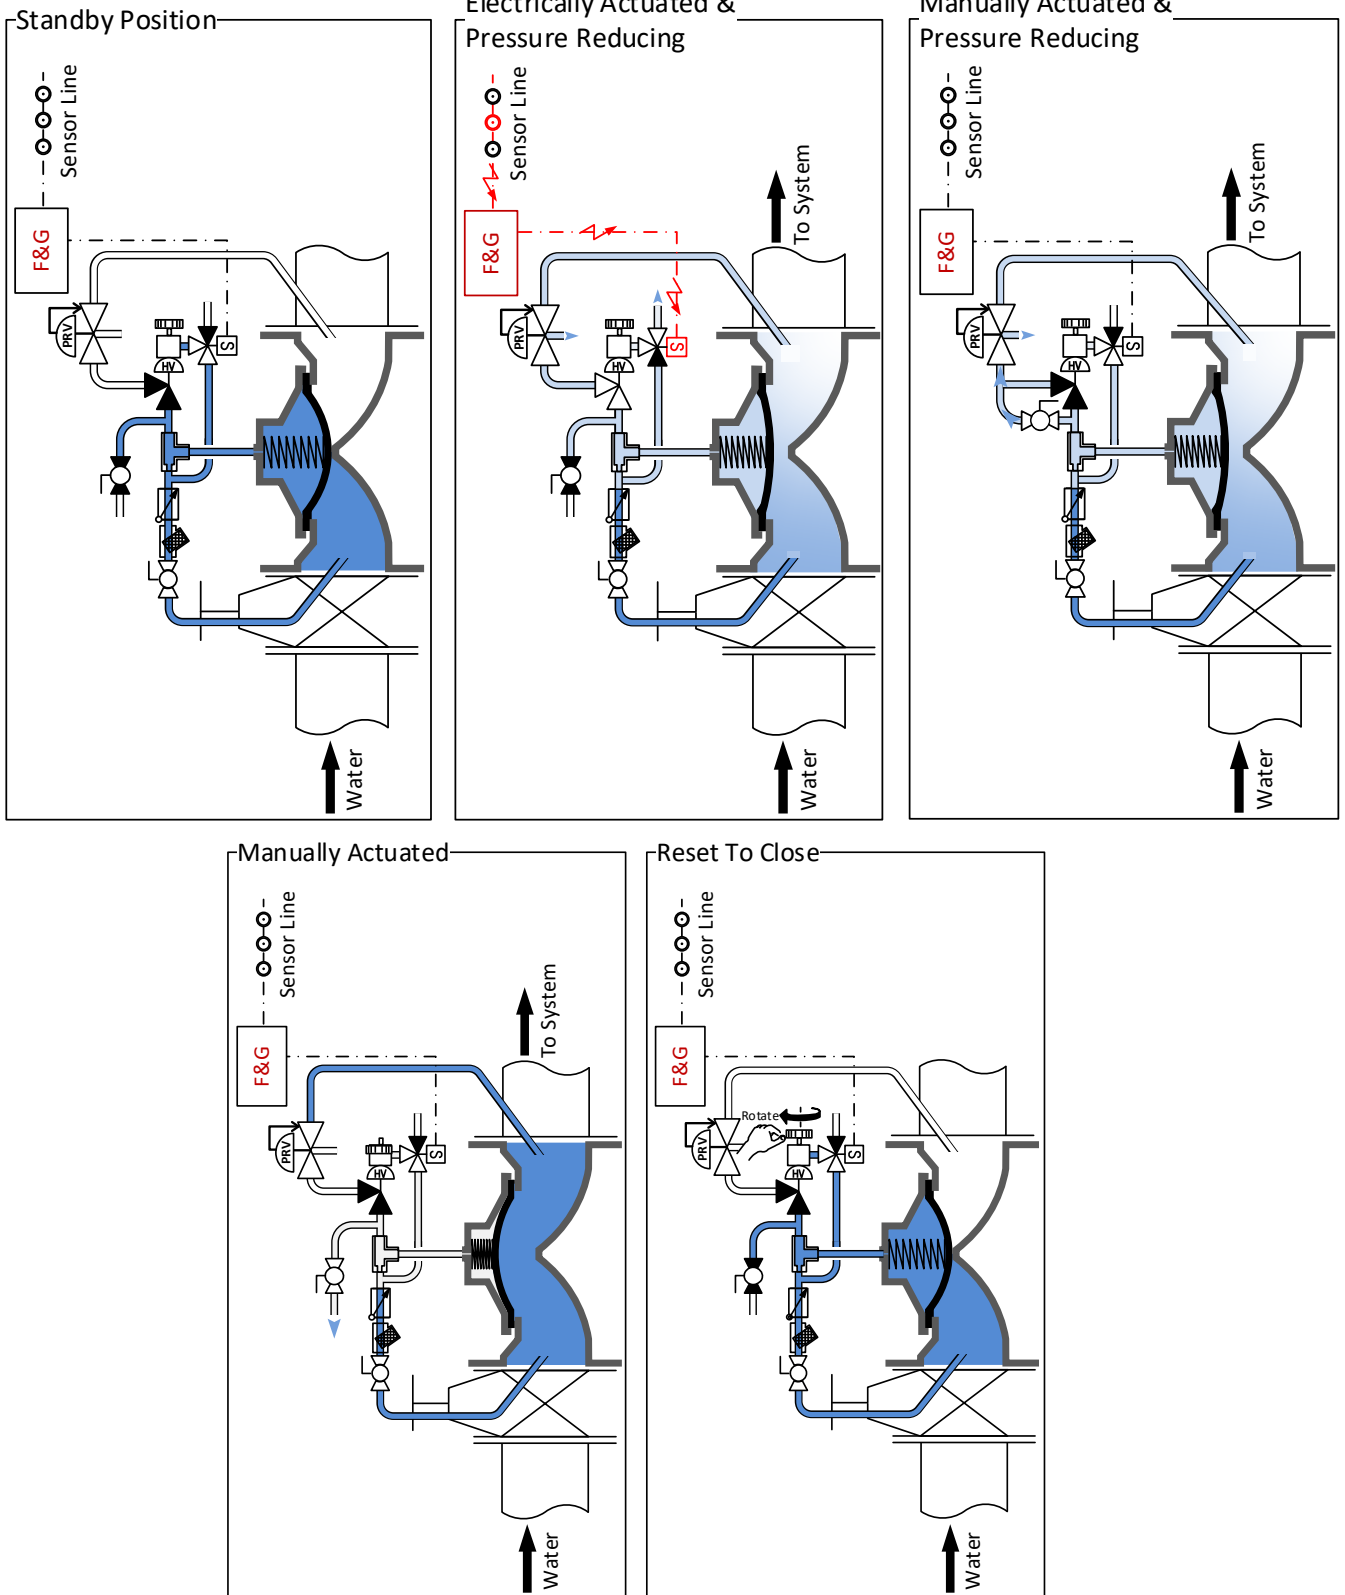 Standby Position
Sensor Line
F&G
PRV
HV
S
Water
Electrically Actuated &
Pressure Reducing
Sensor Line
F&G
To System
PRV
HV
S
Water
Manually Actuated &
Pressure Reducing
Sensor Line
F&G
To System
PRV
HV
S
Water
Manually Actuated
Sensor Line
F&G
To System
PRV
HV
S
Water
Reset To Close
Sensor Line
F&G
Rotate
PRV
HV
S
Water